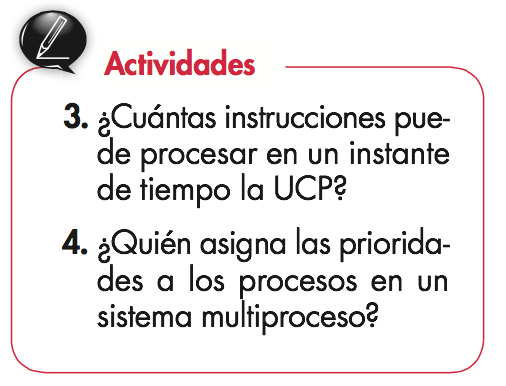 Actividades
3. ¿Cuántas instrucciones pue-
de procesar en un instante
de tiempo la UCP?
4. ¿Quién asigna las priorida-
des a los procesos en un
sistema multiproceso?